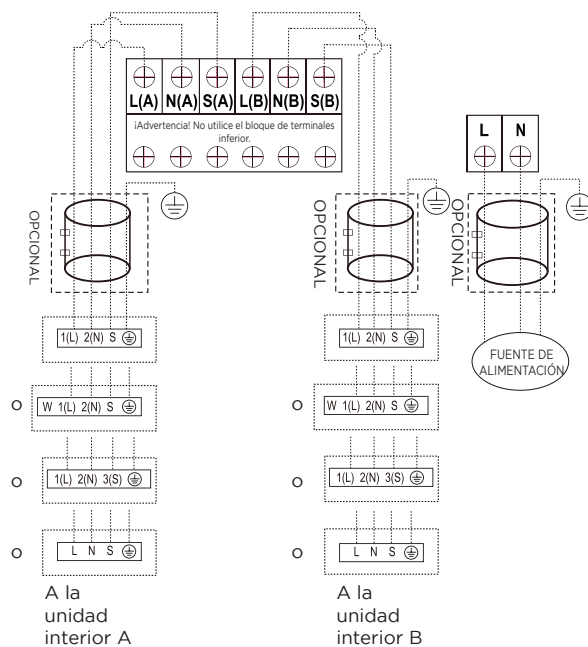 L(A) N(A) S(A) L(B) N(B) S(B)
¡Advertencia! No utilice el bloque de terminales
inferior.
L N
OPCIONAL
OPCIONAL
OPCIONAL
FUENTE DE
ALIMENTACIÓN
1(L) 2(N) S
O W 1(L) 2(N) S
O 1(L) 2(N) 3(S)
O L N S
A la
unidad
interior A
1(L) 2(N) S
O W 1(L) 2(N) S
O 1(L) 2(N) 3(S)
O L N S
A la
unidad
interior B